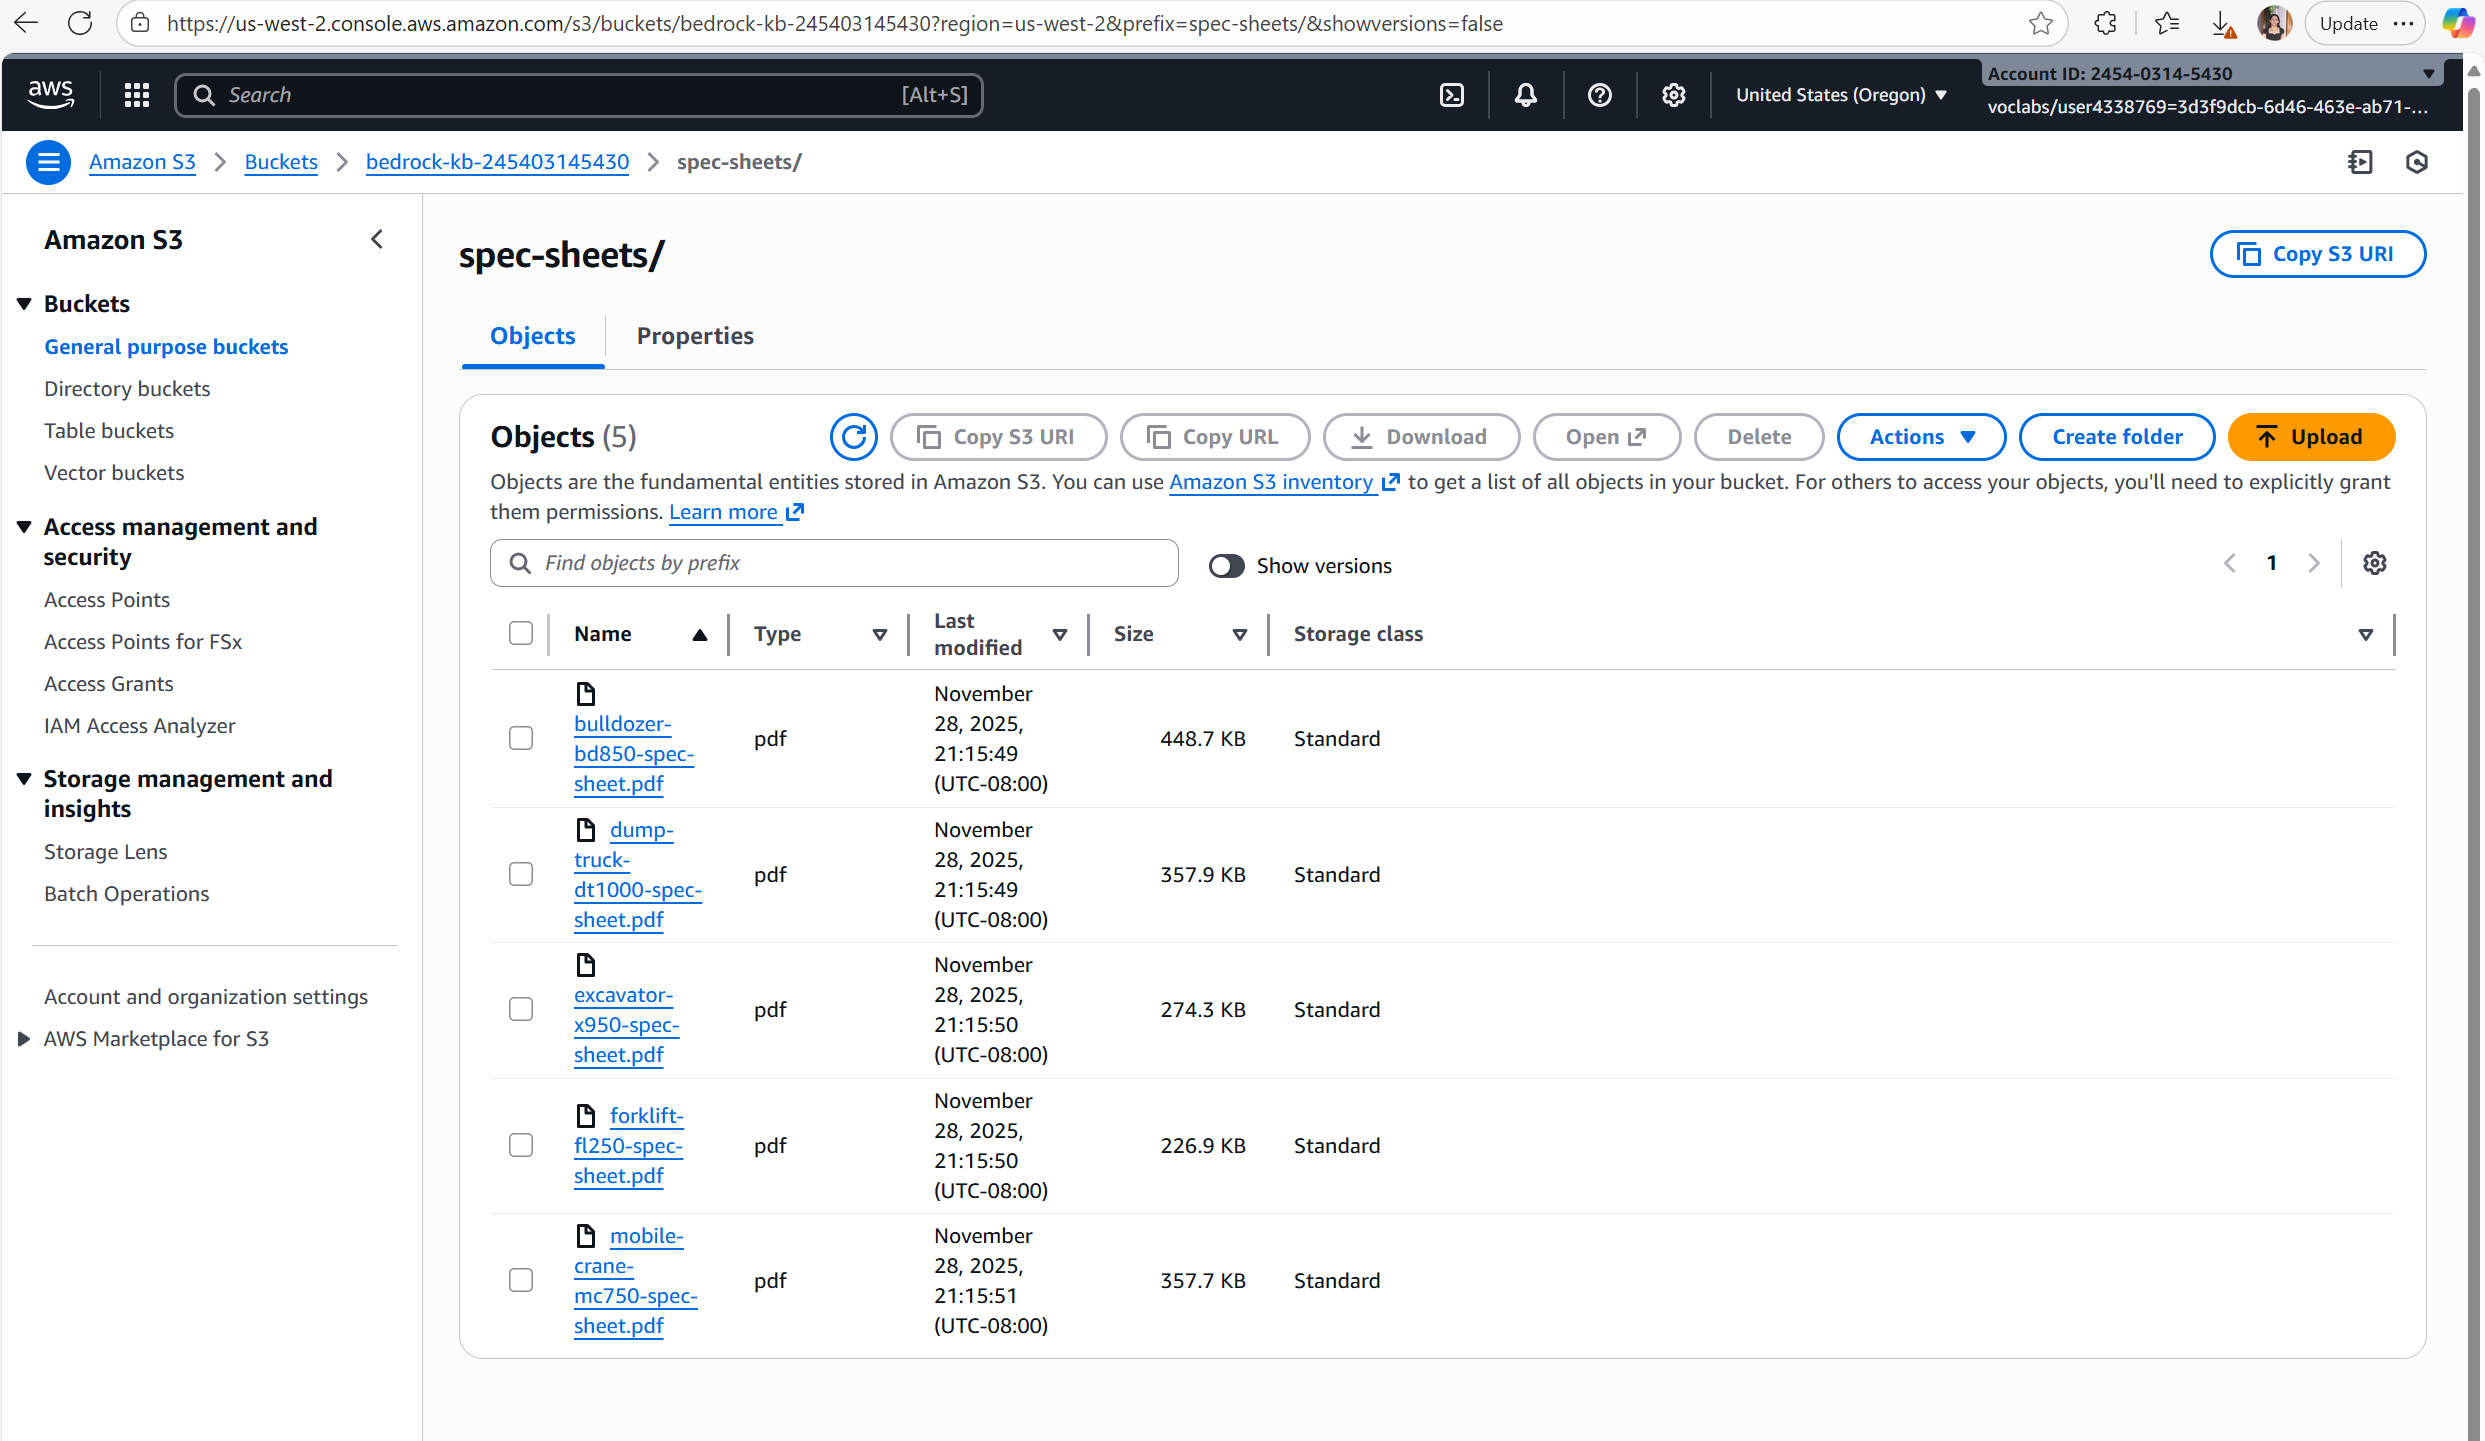 https://us-west-2.console.aws.amazon.com/s3/buckets/bedrock-kb-245403145430?region=us-west-2&prefix=spec-sheets/&showversions=false
Update
aws
Search
[Alt+S]
United States (Oregon)
Account ID: 2454-0314-5430
voclabs/user4338769=3d3f9dcb-6d46-463e-ab71-...
Amazon S3
Buckets
bedrock-kb-245403145430
spec-sheets/
Amazon S3
Buckets
General purpose buckets
Directory buckets
Table buckets
Vector buckets
Access management and
security
Access Points
Access Points for FSx
Access Grants
IAM Access Analyzer
Storage management and
insights
Storage Lens
Batch Operations
Account and organization settings
AWS Marketplace for S3
spec-sheets/
Copy S3 URI
Objects
Properties
Objects (5)
Copy S3 URI
Copy URL
Download
Open
Delete
Actions
Create folder
Upload
Objects are the fundamental entities stored in Amazon S3. You can use Amazon S3 inventory to get a list of all objects in your bucket. For others to access your objects, you'll need to explicitly grant
them permissions. Learn more
Find objects by prefix
Show versions
1
Name
Type
Last
modified
Size
Storage class
bulldozer-
bd850-spec-
sheet.pdf
pdf
November
28, 2025,
21:15:49
(UTC-08:00)
448.7 KB
Standard
dump-
truck-
dt1000-spec-
sheet.pdf
pdf
November
28, 2025,
21:15:49
(UTC-08:00)
357.9 KB
Standard
excavator-
x950-spec-
sheet.pdf
pdf
November
28, 2025,
21:15:50
(UTC-08:00)
274.3 KB
Standard
forklift-
fl250-spec-
sheet.pdf
pdf
November
28, 2025,
21:15:50
(UTC-08:00)
226.9 KB
Standard
mobile-
crane-
mc750-spec-
sheet.pdf
pdf
November
28, 2025,
21:15:51
(UTC-08:00)
357.7 KB
Standard